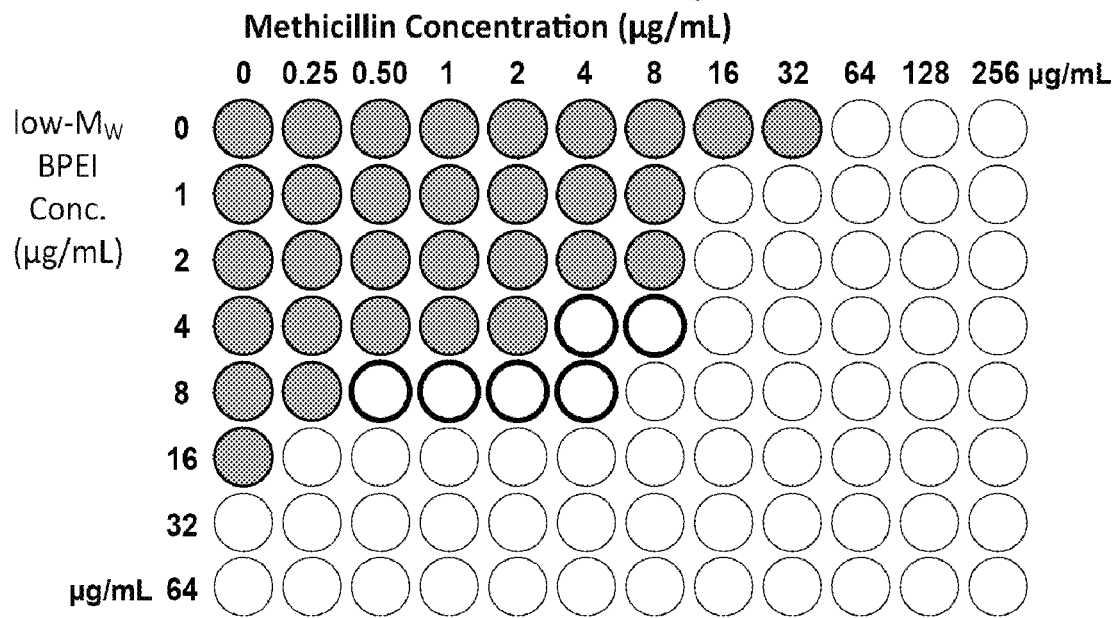 Methicillin Concentration (µg/mL)
0 0.25 0.50 1 2 4 8 16 32 64 128 256 µg/mL
low-MW
BPEI
Conc.
(µg/mL)
0
1
2
4
8
16
32
µg/mL 64